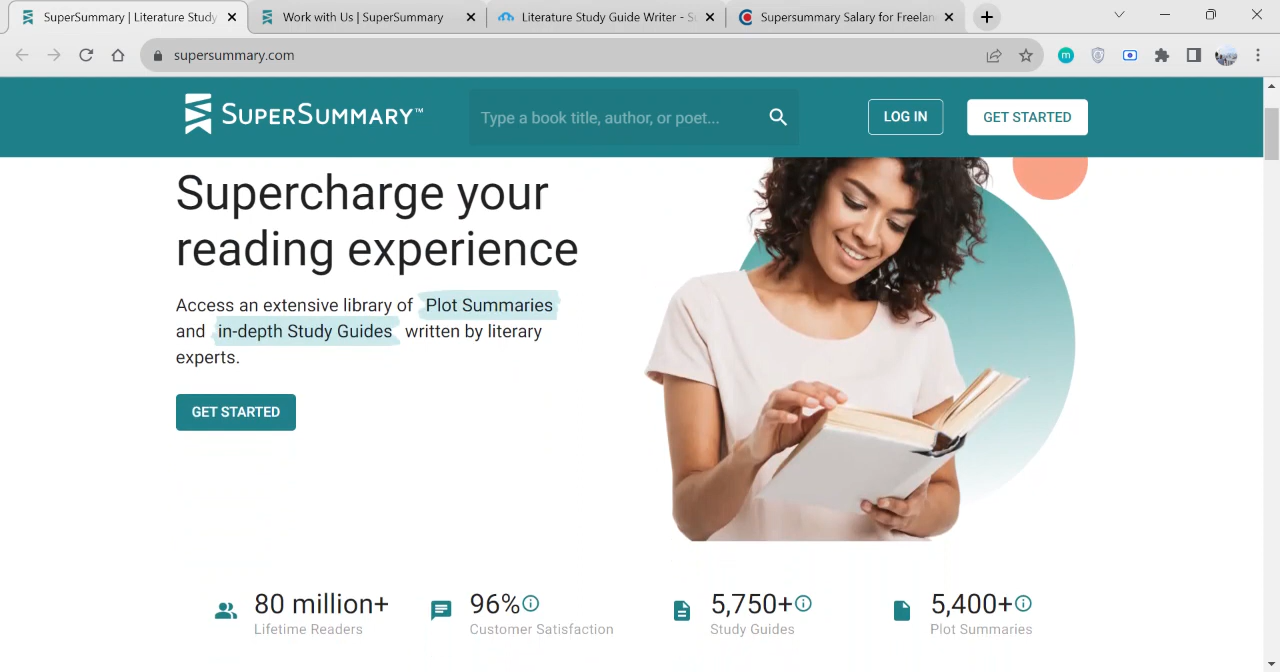 SuperSummary | Literature Study
Work with Us | SuperSummary
Literature Study Guide Writer - Su
Supersummary Salary for Freelan
supersummary.com
m
SUPERSUMMARY™
Type a book title, author, or poet...
LOG IN
GET STARTED
Supercharge your
reading experience
Access an extensive library of Plot Summaries
and in-depth Study Guides written by literary
experts.
GET STARTED
80 million+
Lifetime Readers
96%
Customer Satisfaction
5,750+
Study Guides
5,400+
Plot Summaries